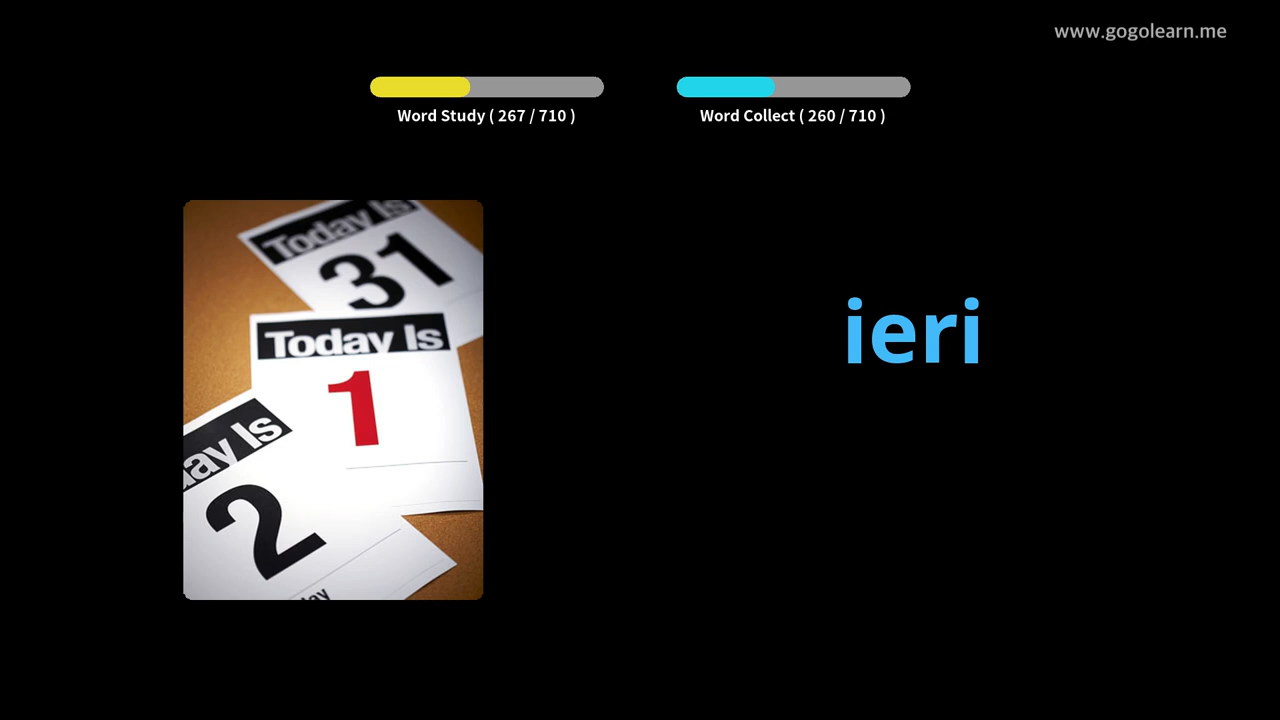 www.gogolearn.me
Word Study ( 267 / 710 )
Word Collect ( 260 / 710 )
Today Is
31
Today Is
1
ay Is
2
ay
ieri